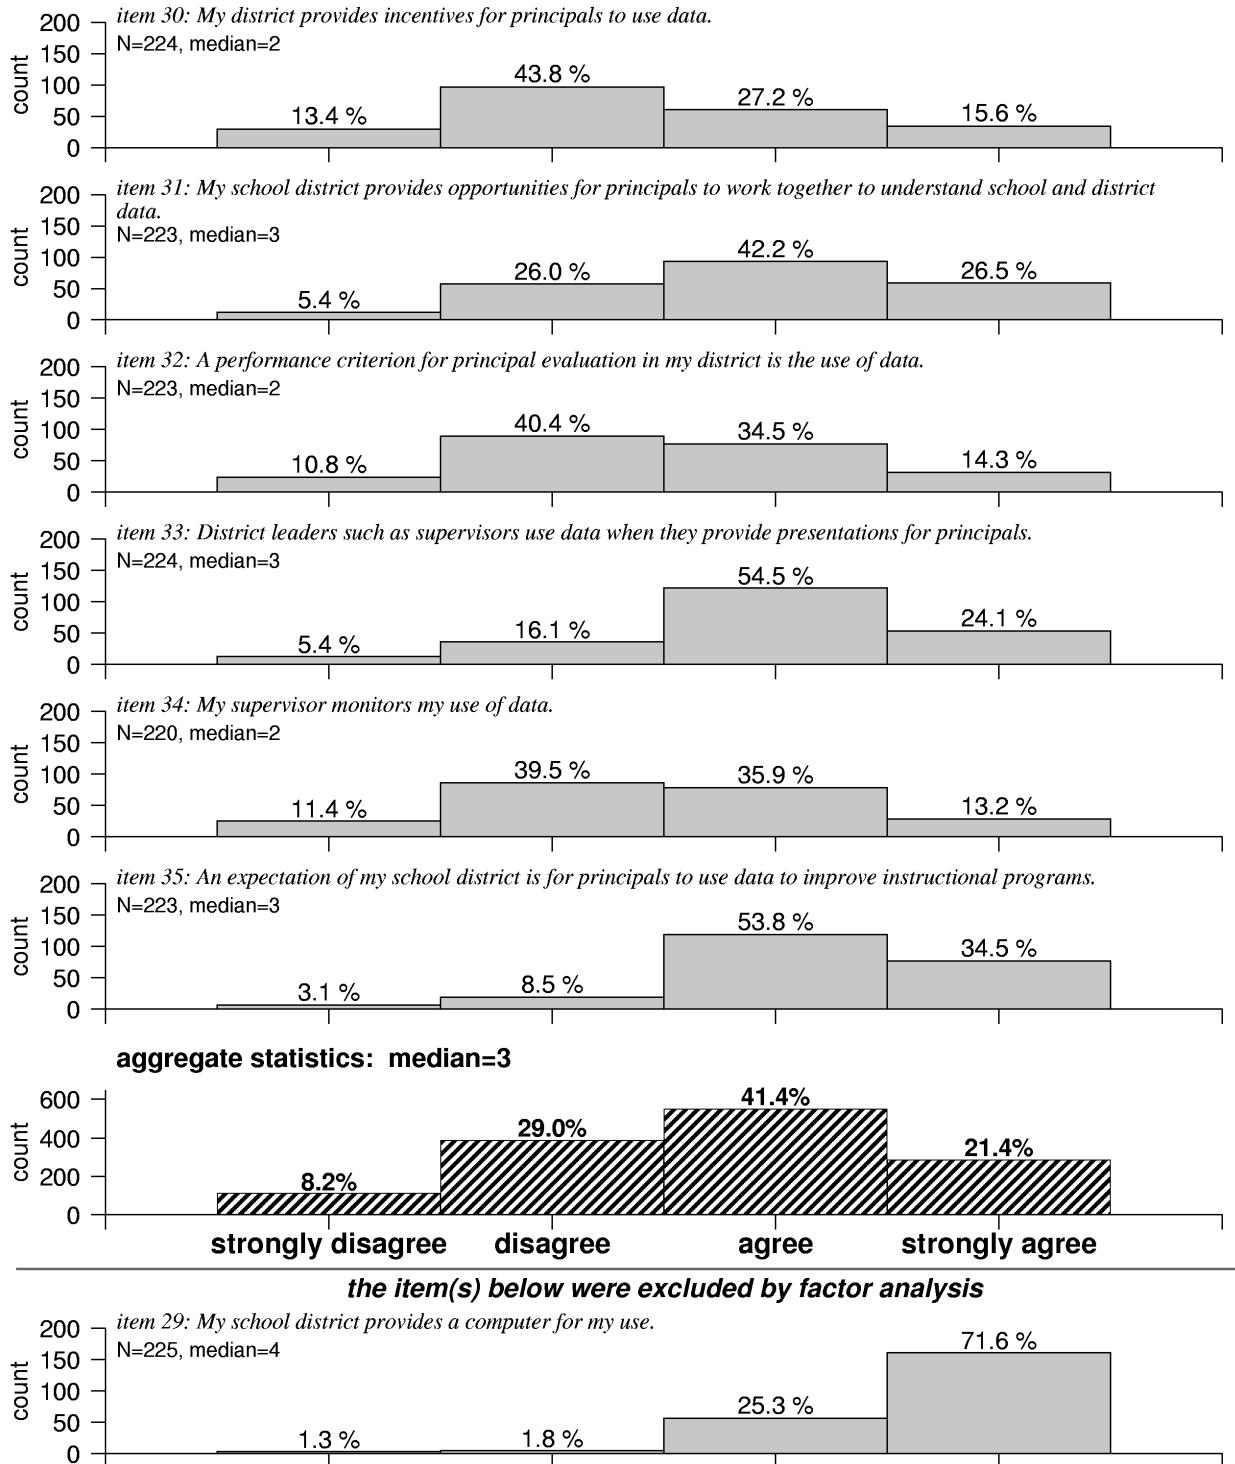 item 30: My district provides incentives for principals to use data.
N=224, median=2
count
200
150
100
50
0
13.4 %
43.8 %
27.2 %
15.6 %
item 31: My school district provides opportunities for principals to work together to understand school and district
data.
N=223, median=3
count
200
150
100
50
0
5.4 %
26.0 %
42.2 %
26.5 %
item 32: A performance criterion for principal evaluation in my district is the use of data.
N=223, median=2
count
200
150
100
50
0
10.8 %
40.4 %
34.5 %
14.3 %
item 33: District leaders such as supervisors use data when they provide presentations for principals.
N=224, median=3
count
200
150
100
50
0
5.4 %
16.1 %
54.5 %
24.1 %
item 34: My supervisor monitors my use of data.
N=220, median=2
count
200
150
100
50
0
11.4 %
39.5 %
35.9 %
13.2 %
item 35: An expectation of my school district is for principals to use data to improve instructional programs.
N=223, median=3
count
200
150
100
50
0
3.1 %
8.5 %
53.8 %
34.5 %
aggregate statistics:  median=3
count
600
400
200
0
8.2%
29.0%
41.4%
21.4%
strongly disagree
disagree
agree
strongly agree
the item(s) below were excluded by factor analysis
item 29: My school district provides a computer for my use.
N=225, median=4
count
200
150
100
50
0
1.3 %
1.8 %
25.3 %
71.6 %